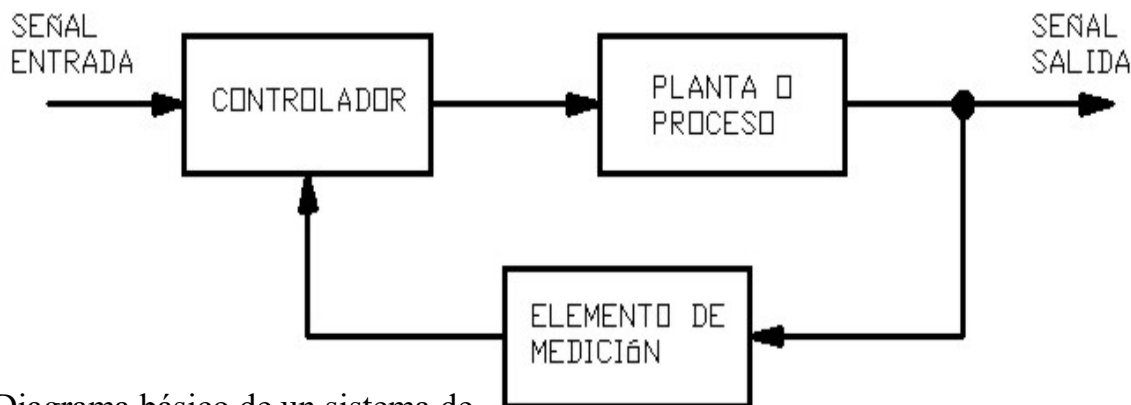 SEÑAL
ENTRADA
CONTROLADOR
PLANTA O
PROCESO
SEÑAL
SALIDA
ELEMENTO DE
MEDICIóN
Diagrama básico de un sistema de